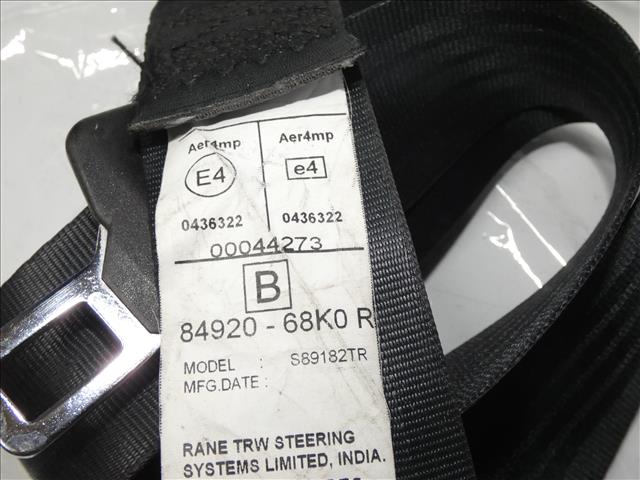 Aer4mp Aer4mp
E4 e4
0436322 0436322
00044273
B
84920 - 68K0 R
MODEL : S89182TR
MFG.DATE :
RANE TRW STEERING
SYSTEMS LIMITED, INDIA.